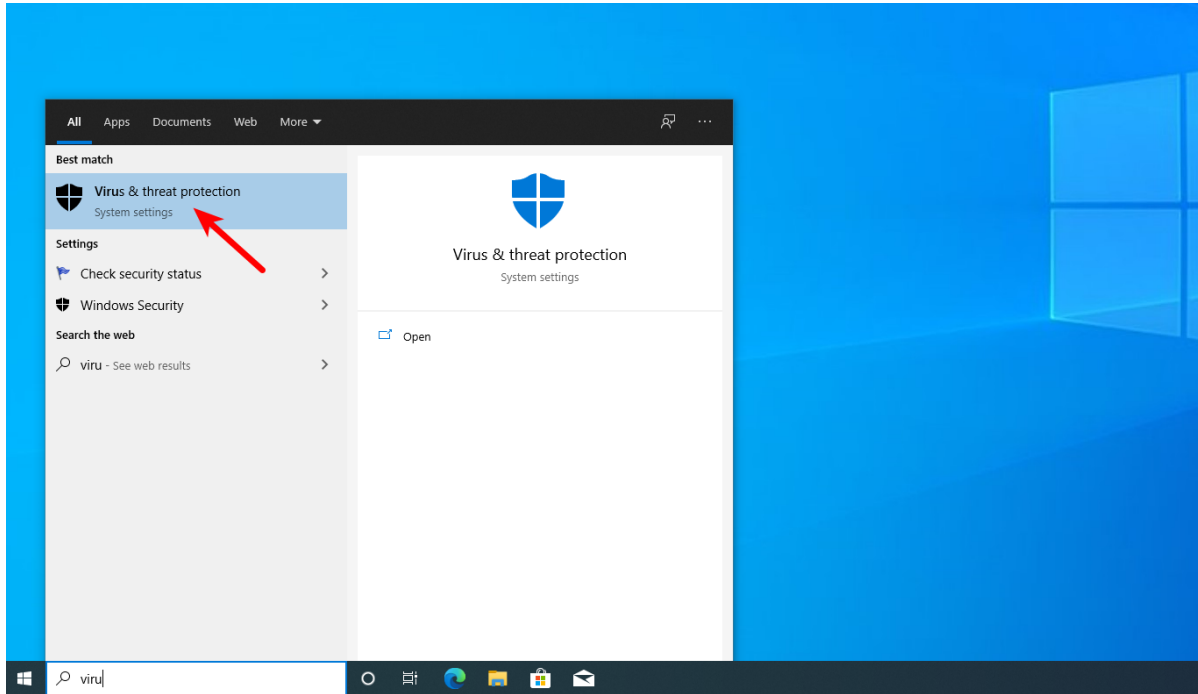 All Apps Documents Web More
Best match
Virus & threat protection
System settings
Settings
Check security status
Windows Security
Search the web
viru - See web results
Virus & threat protection
System settings
Open
viru